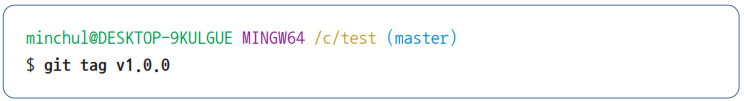 minchul@DESKTOP-9KULGUE MINGW64 /c/test (master)
$ git tag v1.0.0